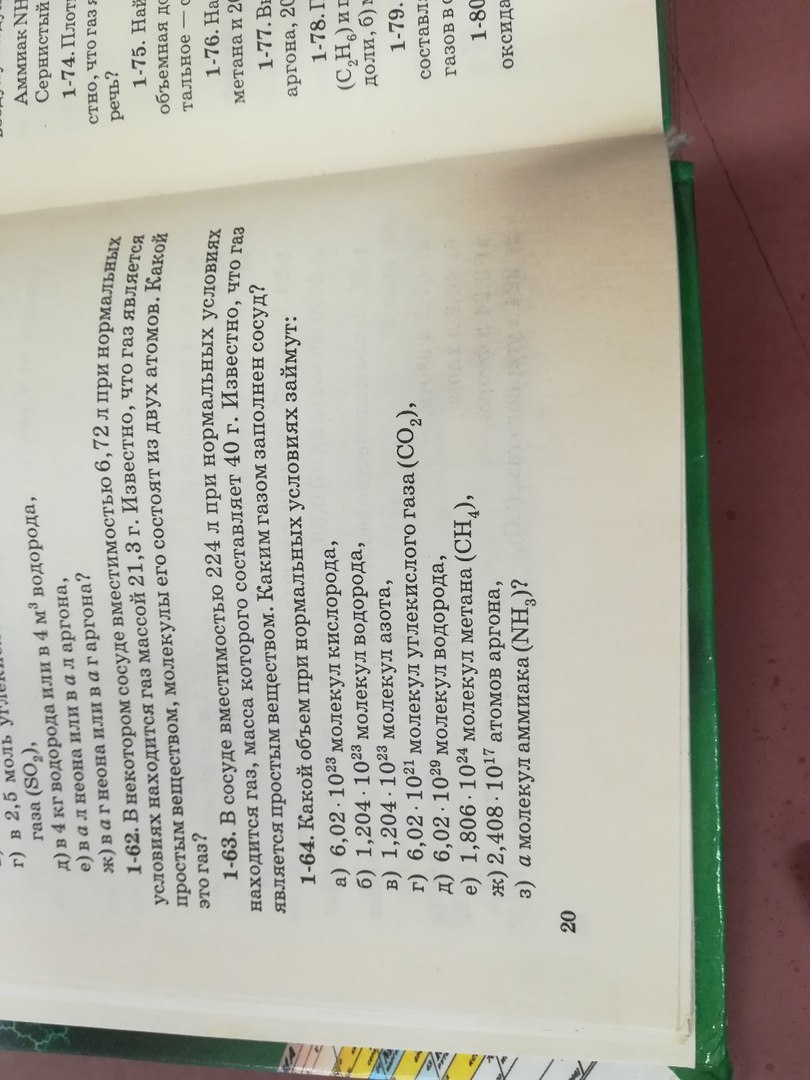 г) в 2,5 моль
газа (SO₂),
д) в 4 кг водорода или в 4 м³ водорода,
е) в а л неона или в а л аргона,
ж) в а г неона или в а г аргона?
1-62. В некотором сосуде вместимостью 6,72 л при нормальных
условиях находится газ массой 21,3 г. Известно, что газ является
простым веществом, молекулы его состоят из двух атомов. Какой
это газ?
1-63. В сосуде вместимостью 224 л при нормальных условиях
находится газ, масса которого составляет 40 г. Известно, что газ
является простым веществом. Каким газом заполнен сосуд?
1-64. Какой объем при нормальных условиях займут:
а) 6,02 · 10²³ молекул кислорода,
б) 1,204 · 10²³ молекул водорода,
в) 1,204 · 10²³ молекул азота,
г) 6,02 · 10²¹ молекул углекислого газа (CO₂),
д) 6,02 · 10²⁹ молекул водорода,
е) 1,806 · 10²⁴ молекул метана (CH₄),
ж) 2,408 · 10¹⁷ атомов аргона,
з) а молекул аммиака (NH₃)?
20
Аммиак NH
Сернистый
1-74. Плотн
стно, что газ я
речь?
1-75. Най
объемная до
тальное — с
1-76. На
метана и 20
1-77. Вы
аргона, 20
1-78. Г
(C₂H₆) и п
доли, б) м
1-79.
составля
газов в с
1-80
оксида